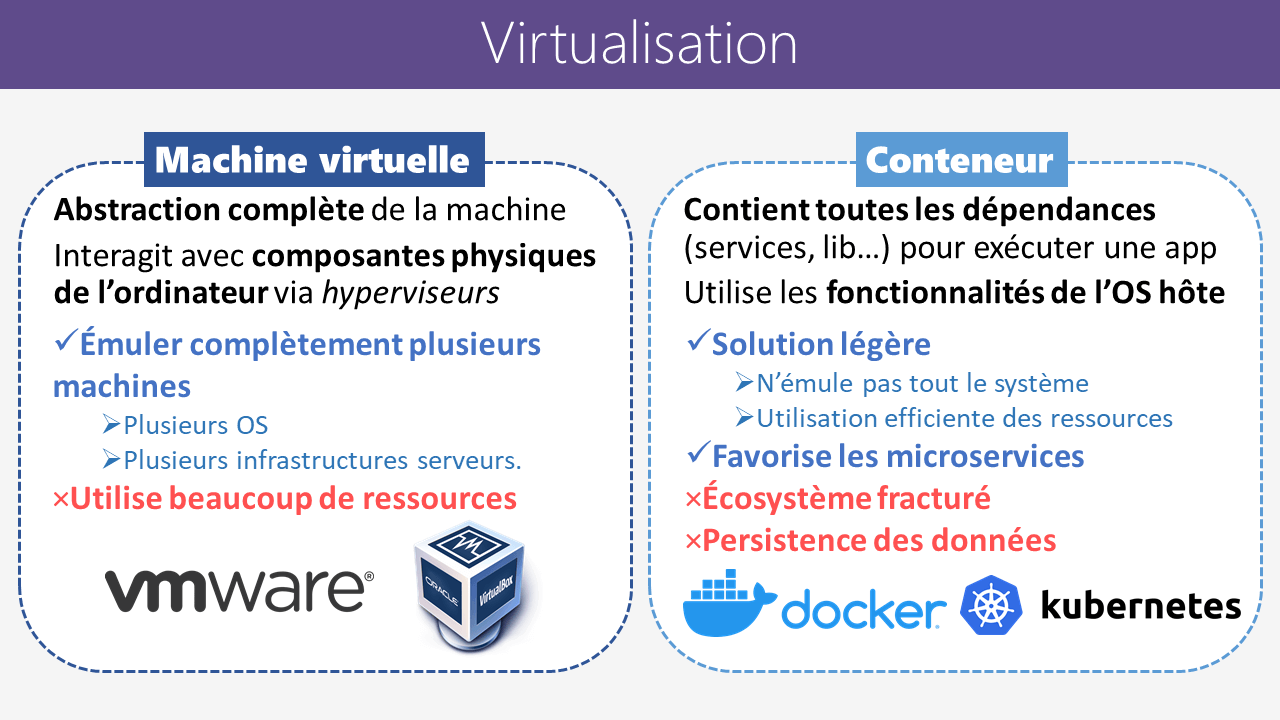 Virtualisation
Machine virtuelle
Abstraction complète de la machine
Interagit avec composantes physiques
de l’ordinateur via hyperviseurs
✓Émuler complètement plusieurs
machines
➢Plusieurs OS
➢Plusieurs infrastructures serveurs.
×Utilise beaucoup de ressources
vmware®
ORACLE
VirtualBox
Conteneur
Contient toutes les dépendances
(services, lib…) pour exécuter une app
Utilise les fonctionnalités de l’OS hôte
✓Solution légère
➢N’émule pas tout le système
➢Utilisation efficiente des ressources
✓Favorise les microservices
×Écosystème fracturé
×Persistence des données
docker
kubernetes